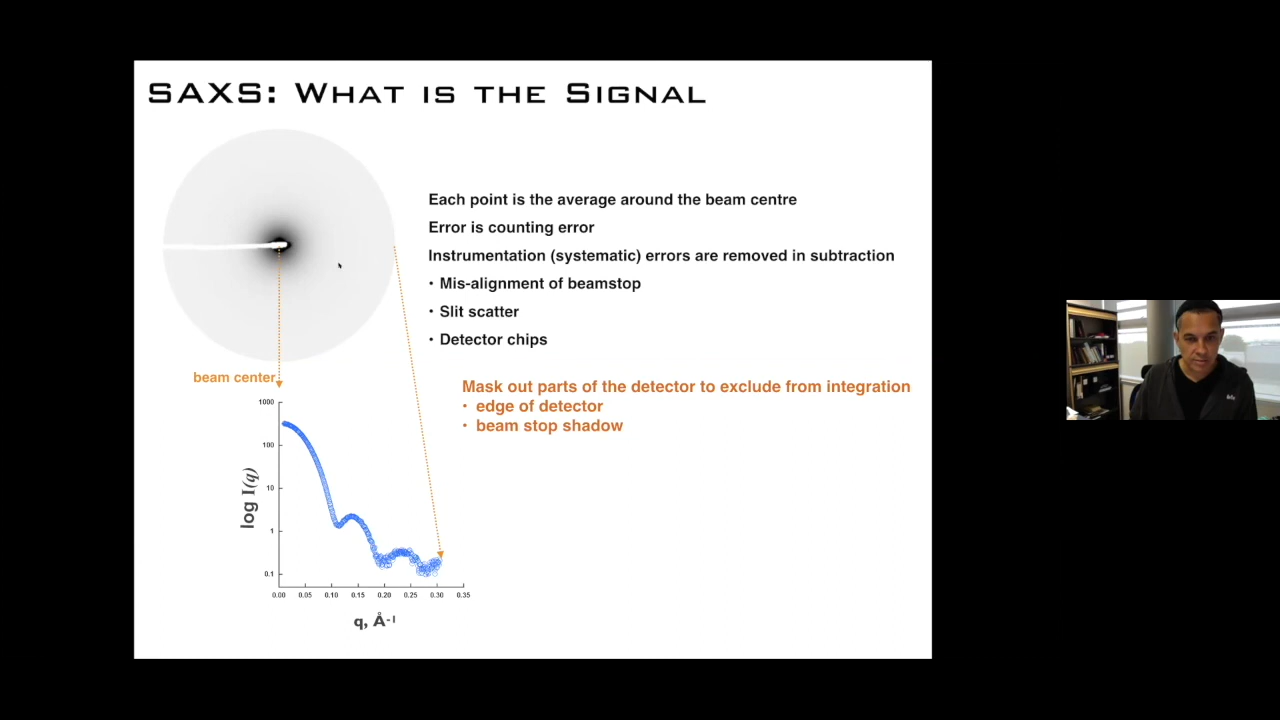 SAXS: What is the Signal
Each point is the average around the beam centre
Error is counting error
Instrumentation (systematic) errors are removed in subtraction
• Mis-alignment of beamstop
• Slit scatter
• Detector chips
beam center
Mask out parts of the detector to exclude from integration
• edge of detector
• beam stop shadow
1000
100
10
1
0.1
log I(q)
0.00 0.05 0.10 0.15 0.20 0.25 0.30 0.35
q, Å-1